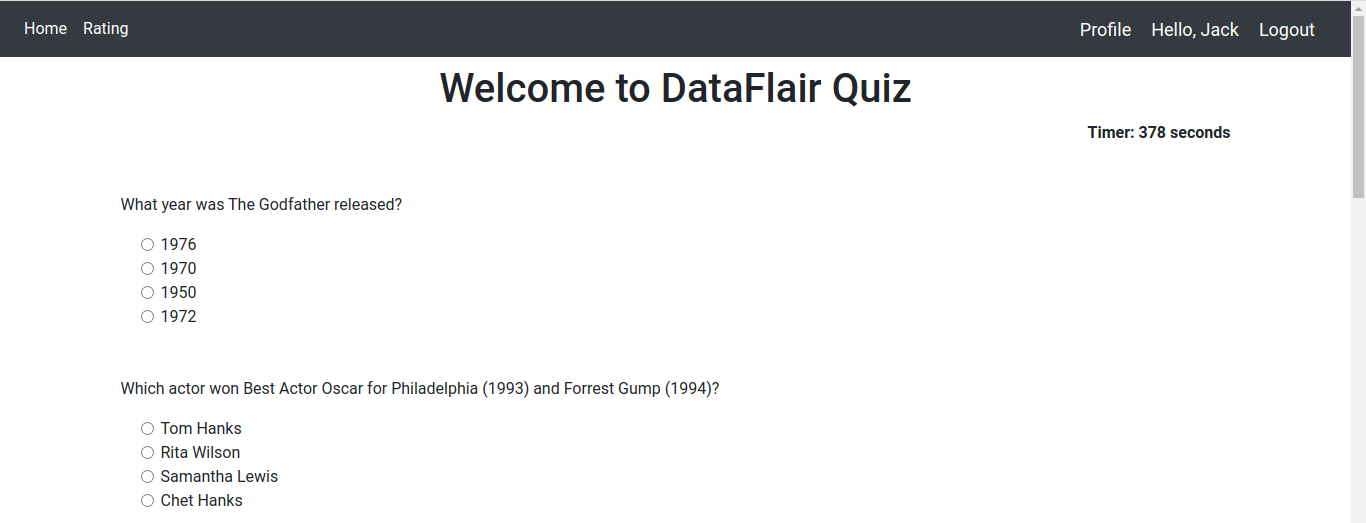 Home Rating Profile Hello, Jack Logout
Welcome to DataFlair Quiz
Timer: 378 seconds
What year was The Godfather released?
1976
1970
1950
1972
Which actor won Best Actor Oscar for Philadelphia (1993) and Forrest Gump (1994)?
Tom Hanks
Rita Wilson
Samantha Lewis
Chet Hanks